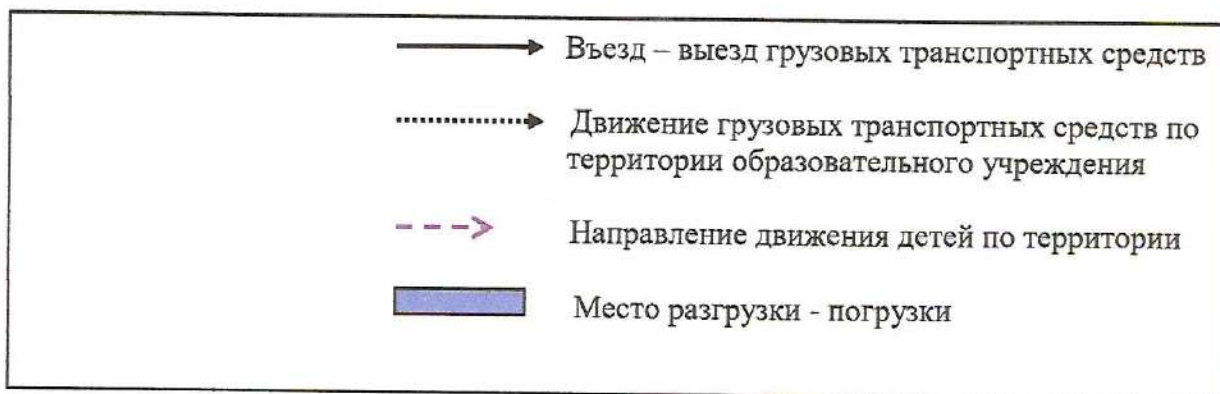 Въезд – выезд грузовых транспортных средств
Движение грузовых транспортных средств по
территории образовательного учреждения
Направление движения детей по территории
Место разгрузки - погрузки